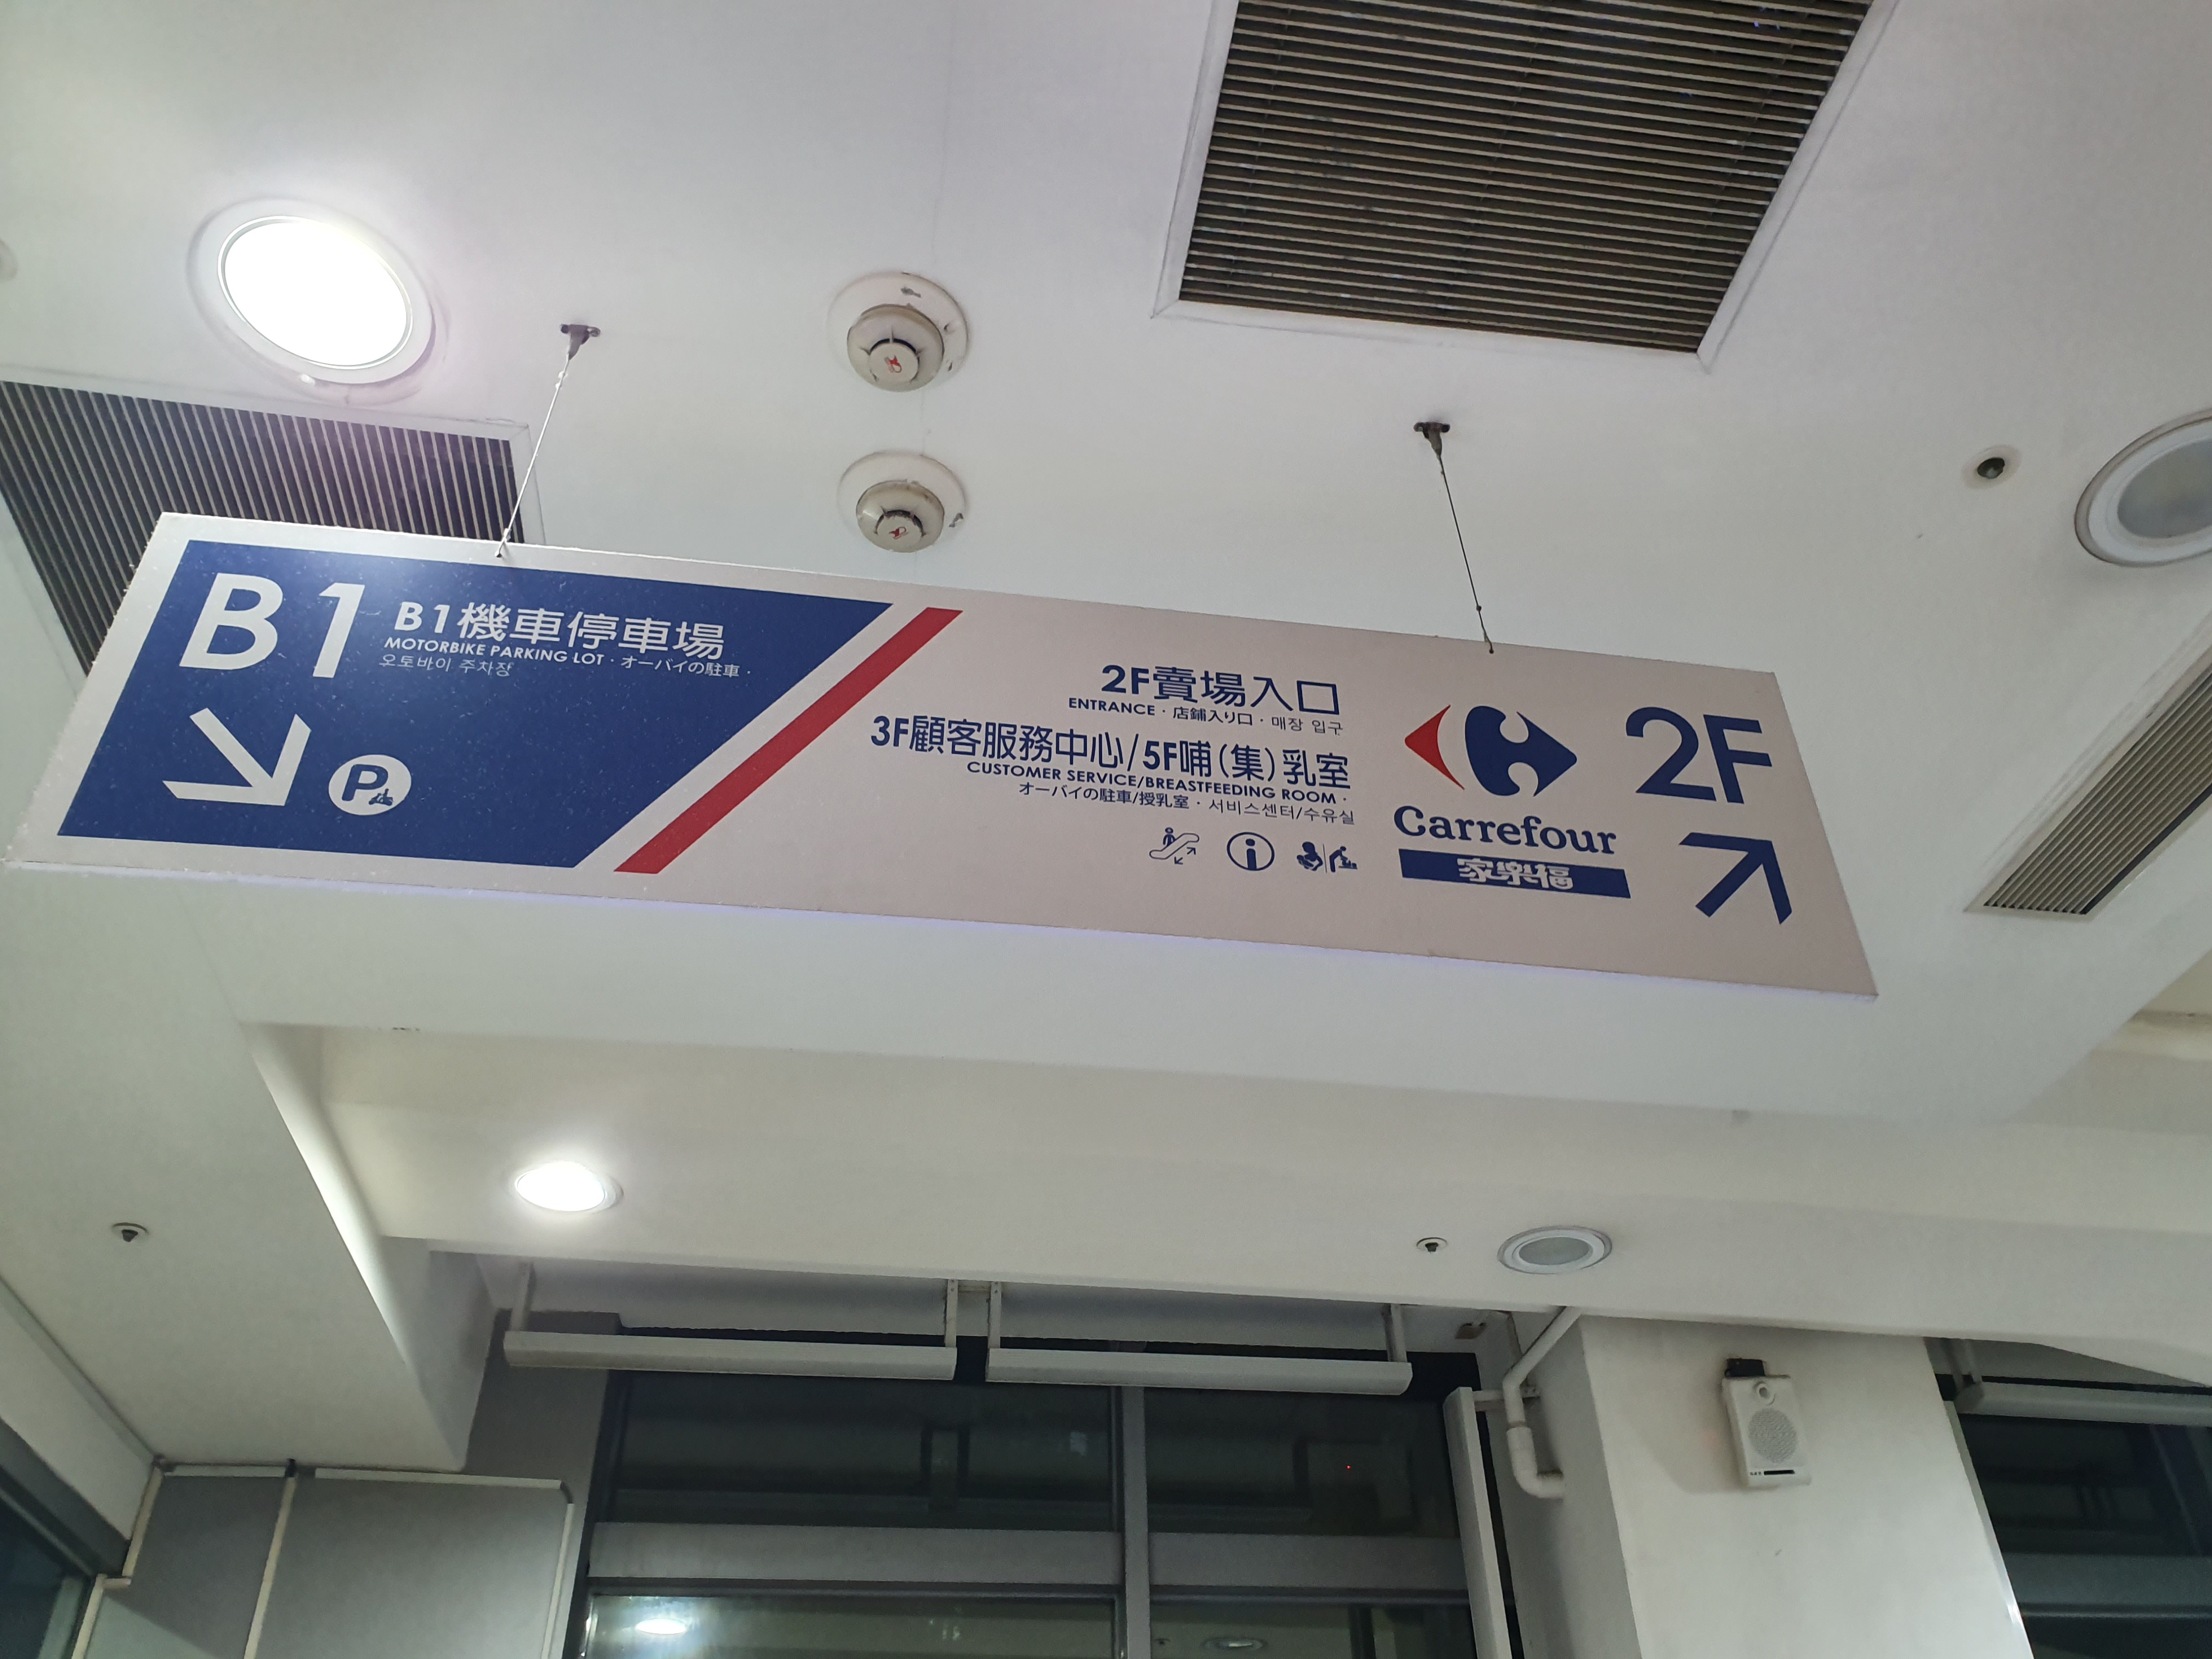 B1
B1機車停車場
MOTORBIKE PARKING LOT · オーバイの駐車 ·
오토바이 주차장
P
2F賣場入口
ENTRANCE · 店鋪入り口 · 매장 입구
3F顧客服務中心/5F哺(集)乳室
CUSTOMER SERVICE/BREASTFEEDING ROOM ·
オーバイの駐車/授乳室 · 서비스센터/수유실
Carrefour
家樂福
2F